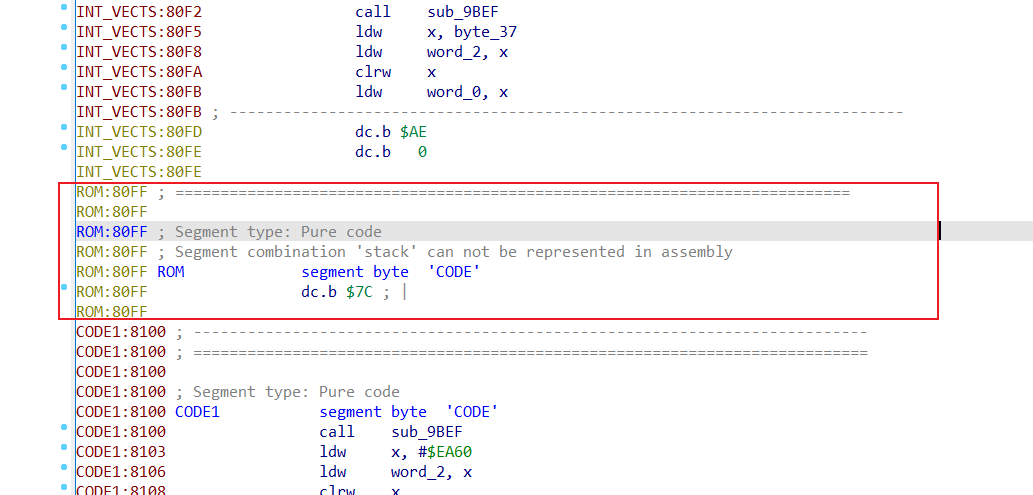 INT_VECTS:80F2 call sub_9BEF
INT_VECTS:80F5 ldw x, byte_37
INT_VECTS:80F8 ldw word_2, x
INT_VECTS:80FA clrw x
INT_VECTS:80FB ldw word_0, x
INT_VECTS:80FB ; ---------------------------------------------------------------------------
INT_VECTS:80FD dc.b $AE
INT_VECTS:80FE dc.b 0
INT_VECTS:80FE
ROM:80FF ; ===========================================================================
ROM:80FF
ROM:80FF ; Segment type: Pure code
ROM:80FF ; Segment combination 'stack' can not be represented in assembly
ROM:80FF ROM segment byte 'CODE'
ROM:80FF dc.b $7C ; |
ROM:80FF
CODE1:8100 ; ---------------------------------------------------------------------------
CODE1:8100 ; ===========================================================================
CODE1:8100
CODE1:8100 ; Segment type: Pure code
CODE1:8100 CODE1 segment byte 'CODE'
CODE1:8100 call sub_9BEF
CODE1:8103 ldw x, #$EA60
CODE1:8106 ldw word_2, x
CODE1:8108 clrw x